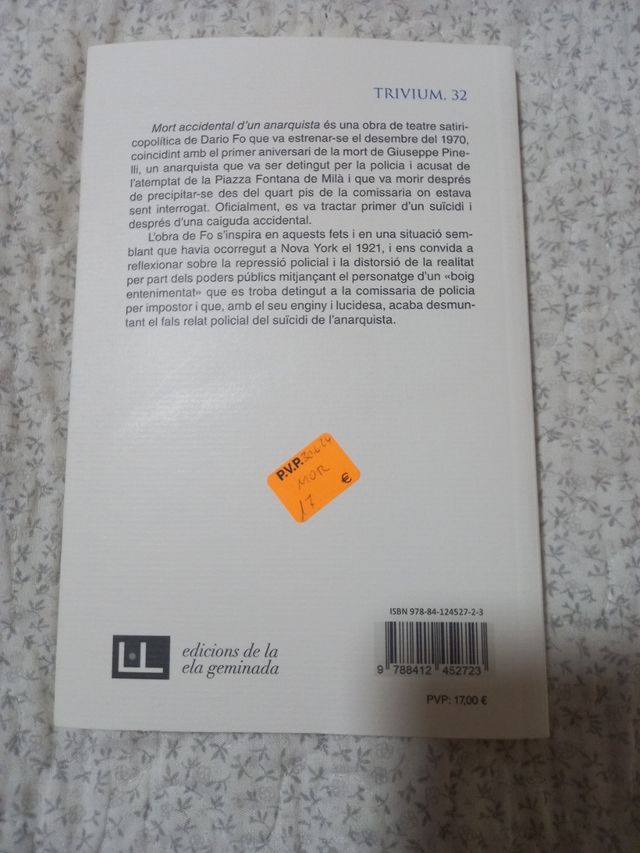 TRIVIUM, 32
Mort accidental d'un anarquista és una obra de teatre satiri-
copolítica de Dario Fo que va estrenar-se el desembre del 1970,
coincidint amb el primer aniversari de la mort de Giuseppe Pine-
lli, un anarquista que va ser detingut per la policia i acusat de
l'atemptat de la Piazza Fontana de Milà i que va morir després
de precipitar-se des del quart pis de la comissaria on estava
sent interrogat. Oficialment, es va tractar primer d'un suïcidi i
després d'una caiguda accidental.
L'obra de Fo s'inspira en aquests fets i en una situació sem-
blant que havia ocorregut a Nova York el 1921, i ens convida a
reflexionar sobre la repressió policial i la distorsió de la realitat
per part dels poders públics mitjançant el personatge d'un «boig
entenimentat» que es troba detingut a la comissaria de policia
per impostor i que, amb el seu enginy i lucidesa, acaba desmun-
tant el fals relat policial del suïcidi de l'anarquista.
P.V.P. 30.6.24
MOR
17 €
ISBN 978-84-124527-2-3
9 788412 452723
PVP: 17,00 €
L·L
edicions de la
ela geminada